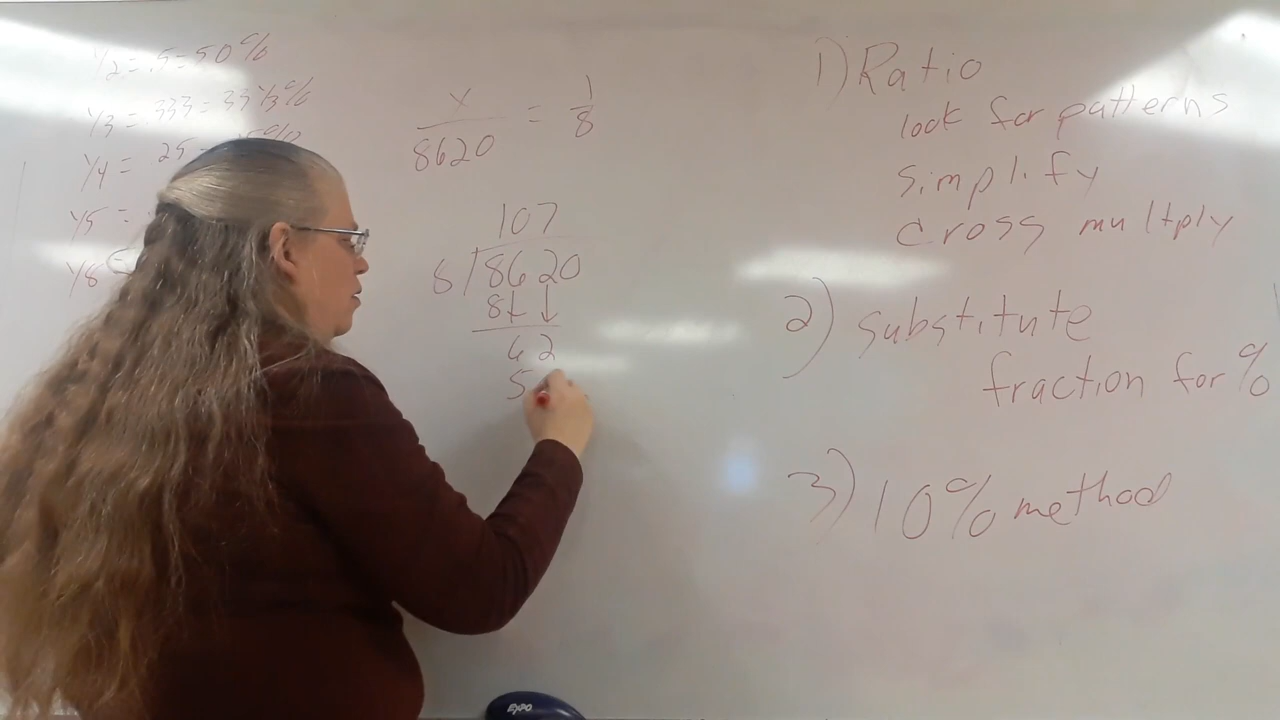 1/2 = .5 = 50%
1/3 = .333 = 33 1/3%
1/4 = .25
1/5 =
1/8
x/8620 = 1/8
107
8)8620
8
62
5
1) Ratio
look for patterns
simplify
cross multply
2) substitute
fraction for %
3) 10% method
EXPO